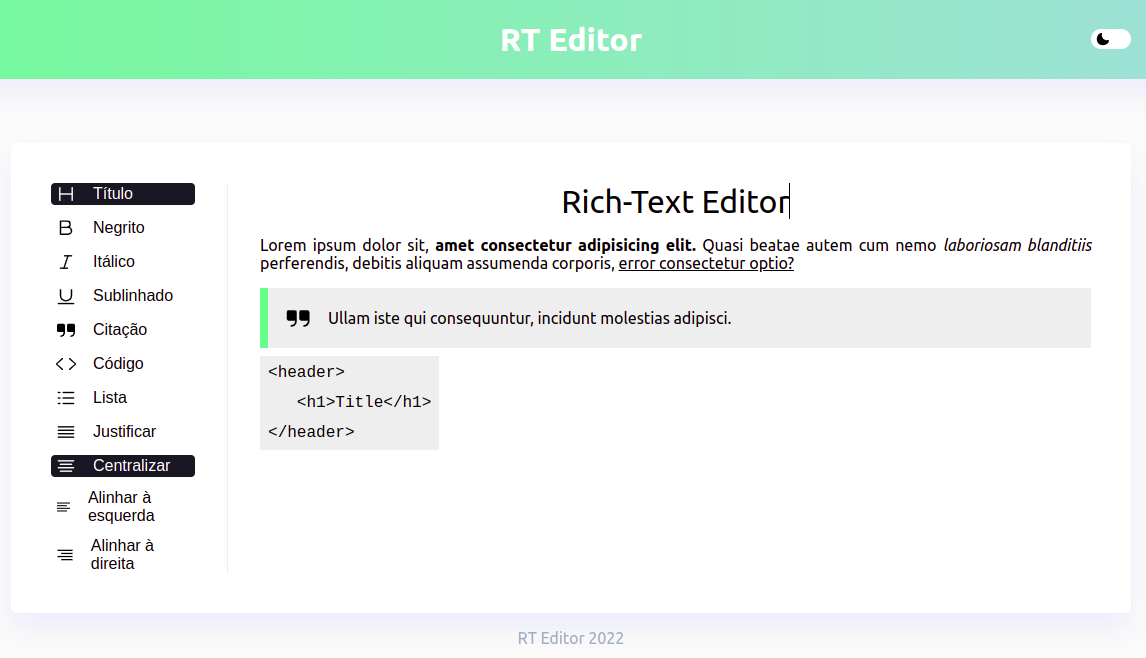 RT Editor
Título
Negrito
Itálico
Sublinhado
Citação
Código
Lista
Justificar
Centralizar
Alinhar à
esquerda
Alinhar à
direita
Rich-Text Editor
Lorem ipsum dolor sit, amet consectetur adipisicing elit. Quasi beatae autem cum nemo laboriosam blanditiis
perferendis, debitis aliquam assumenda corporis, error consectetur optio?
Ullam iste qui consequuntur, incidunt molestias adipisci.
<header>
   <h1>Title</h1>
</header>
RT Editor 2022